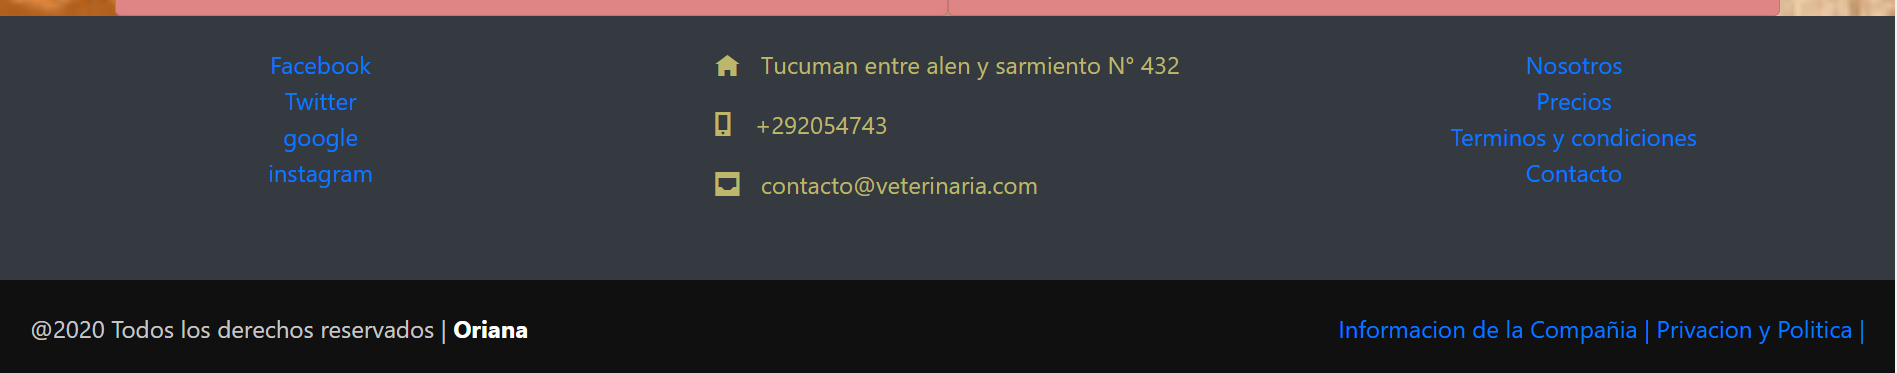 Facebook
Twitter
google
instagram
Tucuman entre alen y sarmiento N° 432
+292054743
contacto@veterinaria.com
Nosotros
Precios
Terminos y condiciones
Contacto
@2020 Todos los derechos reservados | Oriana
Informacion de la Compañia | Privacion y Politica |